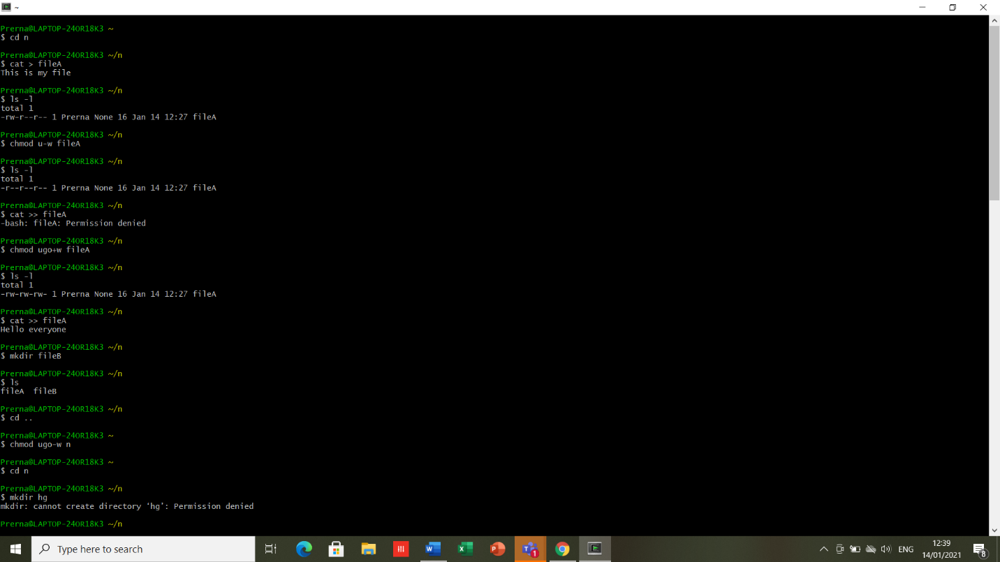 ~
Prerna@LAPTOP-24OR18K3 ~
$ cd n
Prerna@LAPTOP-24OR18K3 ~/n
$ cat > fileA
This is my file
Prerna@LAPTOP-24OR18K3 ~/n
$ ls -l
total 1
-rw-r--r-- 1 Prerna None 16 Jan 14 12:27 fileA
Prerna@LAPTOP-24OR18K3 ~/n
$ chmod u-w fileA
Prerna@LAPTOP-24OR18K3 ~/n
$ ls -l
total 1
-r--r--r-- 1 Prerna None 16 Jan 14 12:27 fileA
Prerna@LAPTOP-24OR18K3 ~/n
$ cat >> fileA
-bash: fileA: Permission denied
Prerna@LAPTOP-24OR18K3 ~/n
$ chmod ugo+w fileA
Prerna@LAPTOP-24OR18K3 ~/n
$ ls -l
total 1
-rw-rw-rw- 1 Prerna None 16 Jan 14 12:27 fileA
Prerna@LAPTOP-24OR18K3 ~/n
$ cat >> fileA
Hello everyone
Prerna@LAPTOP-24OR18K3 ~/n
$ mkdir fileB
Prerna@LAPTOP-24OR18K3 ~/n
$ ls
fileA  fileB
Prerna@LAPTOP-24OR18K3 ~/n
$ cd ..
Prerna@LAPTOP-24OR18K3 ~
$ chmod ugo-w n
Prerna@LAPTOP-24OR18K3 ~
$ cd n
Prerna@LAPTOP-24OR18K3 ~/n
$ mkdir hg
mkdir: cannot create directory ‘hg’: Permission denied
Prerna@LAPTOP-24OR18K3 ~/n
Type here to search
W
X
P
T
1
ENG
12:39
14/01/2021
8